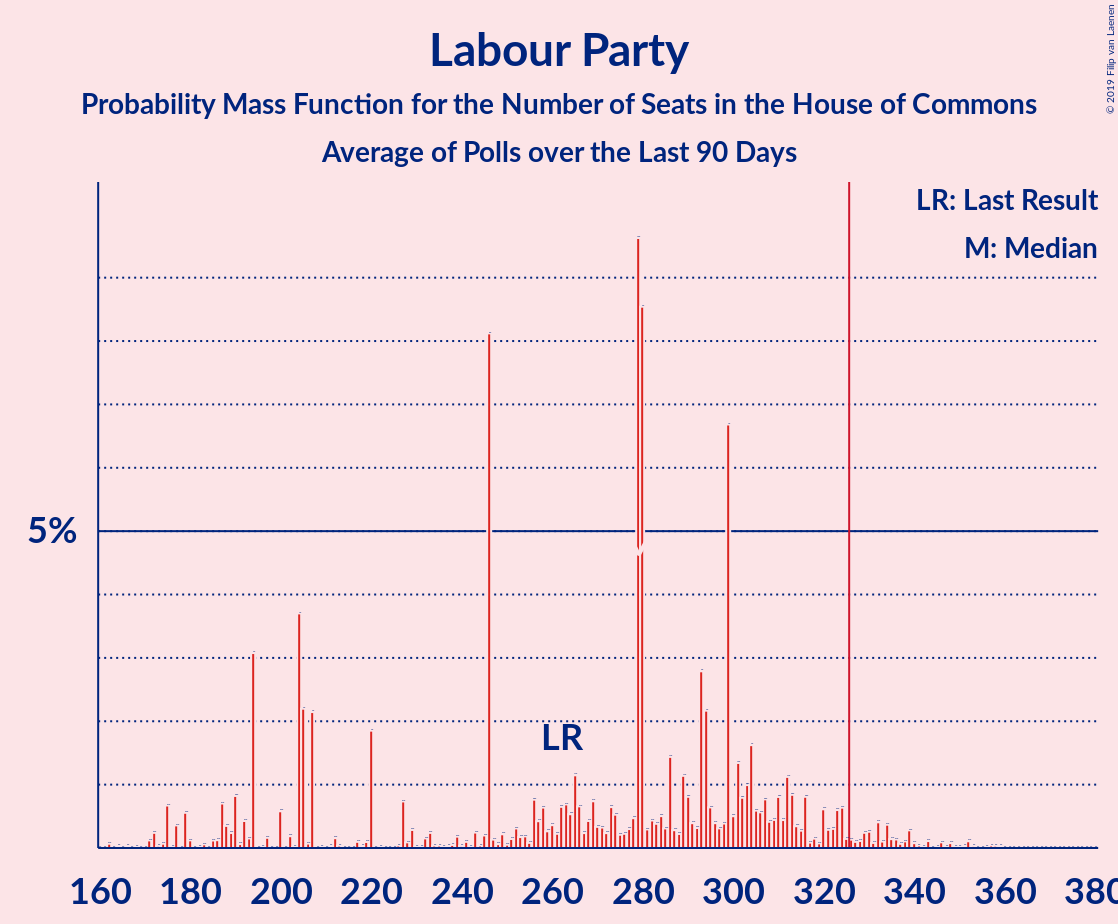 Labour Party
Probability Mass Function for the Number of Seats in the House of Commons
Average of Polls over the Last 90 Days
© 2019 Filip van Laenen
LR: Last Result
M: Median
5%
LR
160 180 200 220 240 260 280 300 320 340 360 380